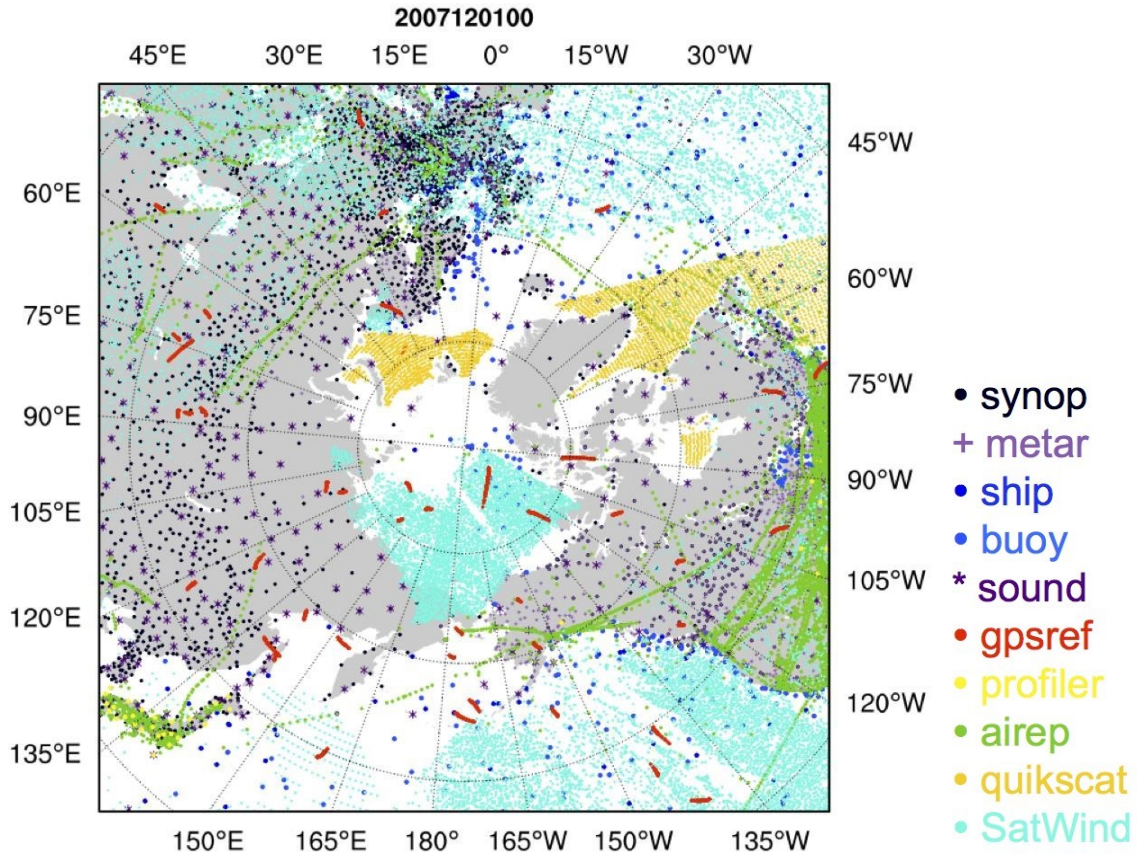 2007120100
45°E 30°E 15°E 0° 15°W 30°W
45°W
60°E
60°W
75°E
75°W
90°E
90°W
105°E
105°W
120°E
120°W
135°E
150°E 165°E 180° 165°W 150°W 135°W
• synop
+ metar
• ship
• buoy
* sound
• gpsref
• profiler
• airep
• quikscat
• SatWind